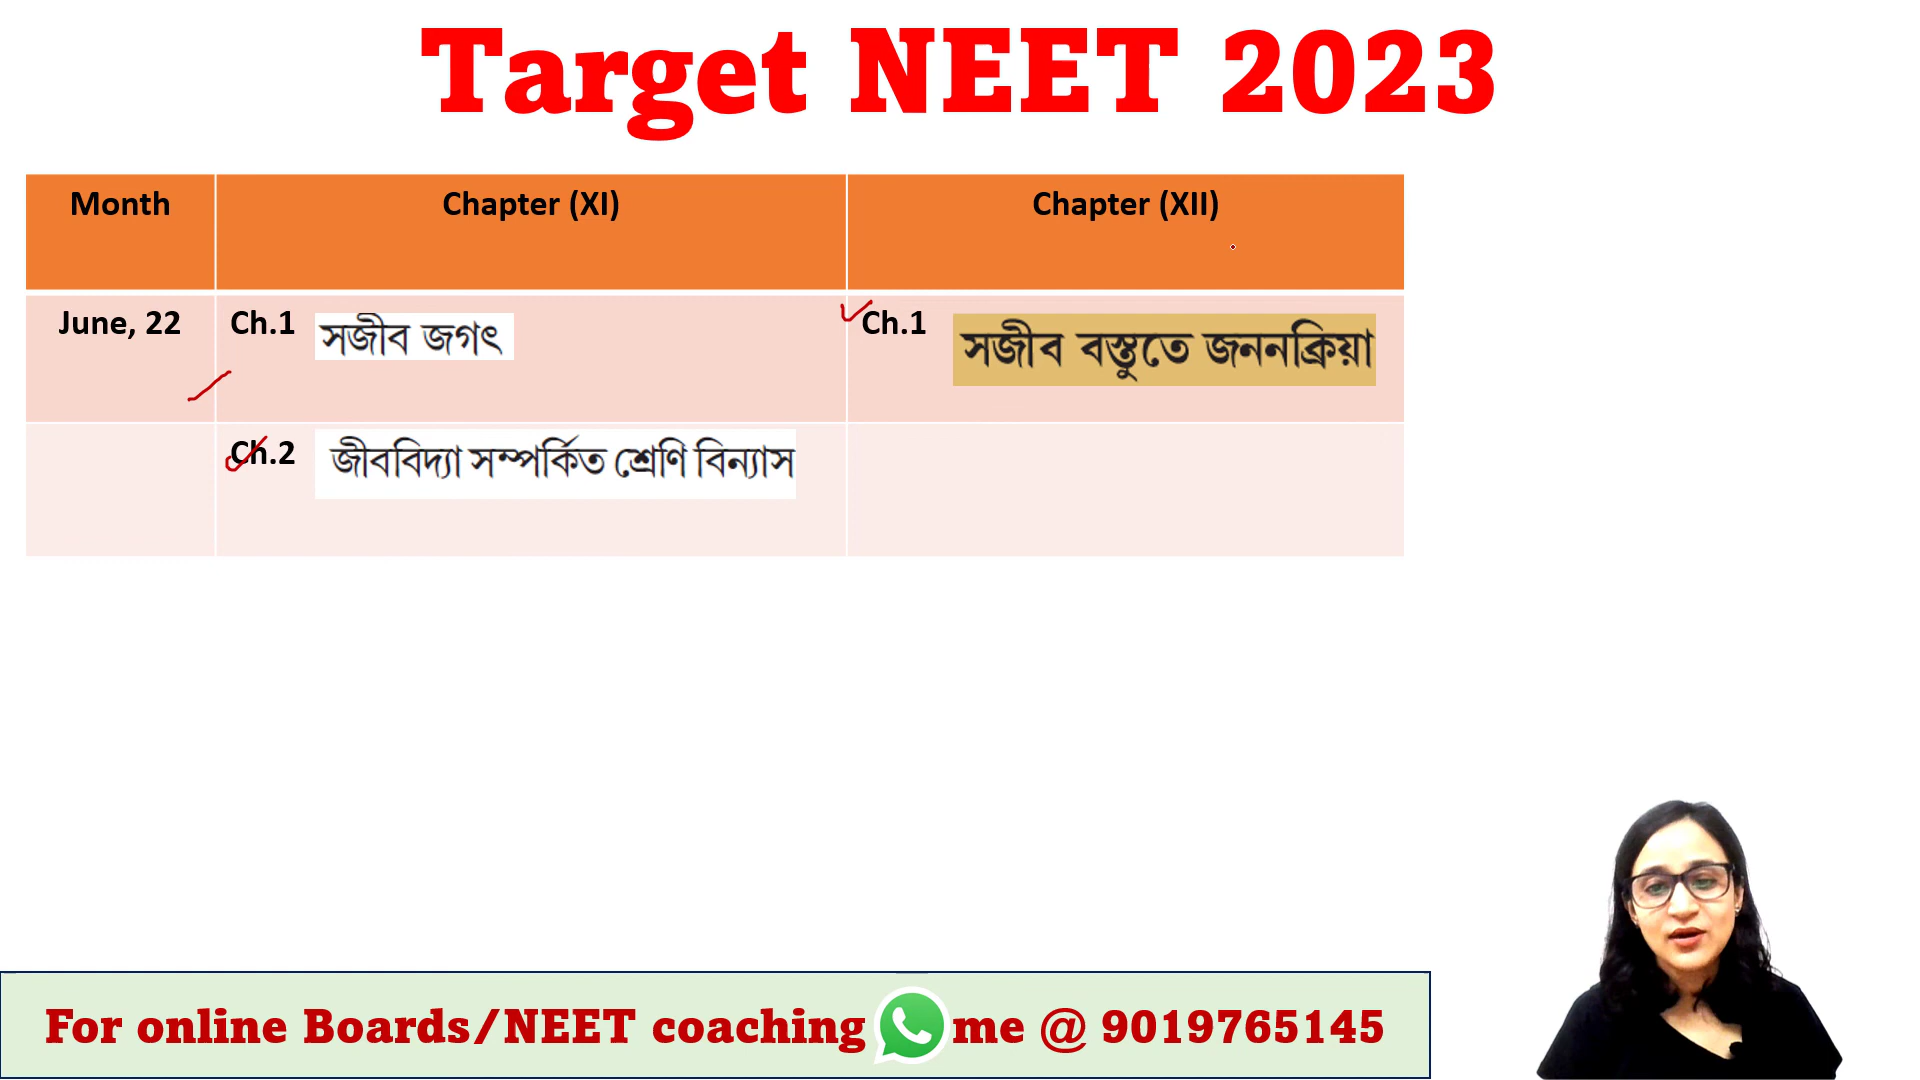 Target NEET 2023
Month Chapter (XI) Chapter (XII)
June, 22 Ch.1 সজীব জগৎ Ch.1 সজীব বস্তুতে জননক্রিয়া
Ch.2 জীববিদ্যা সম্পর্কিত শ্রেণি বিন্যাস
For online Boards/NEET coaching me @ 9019765145